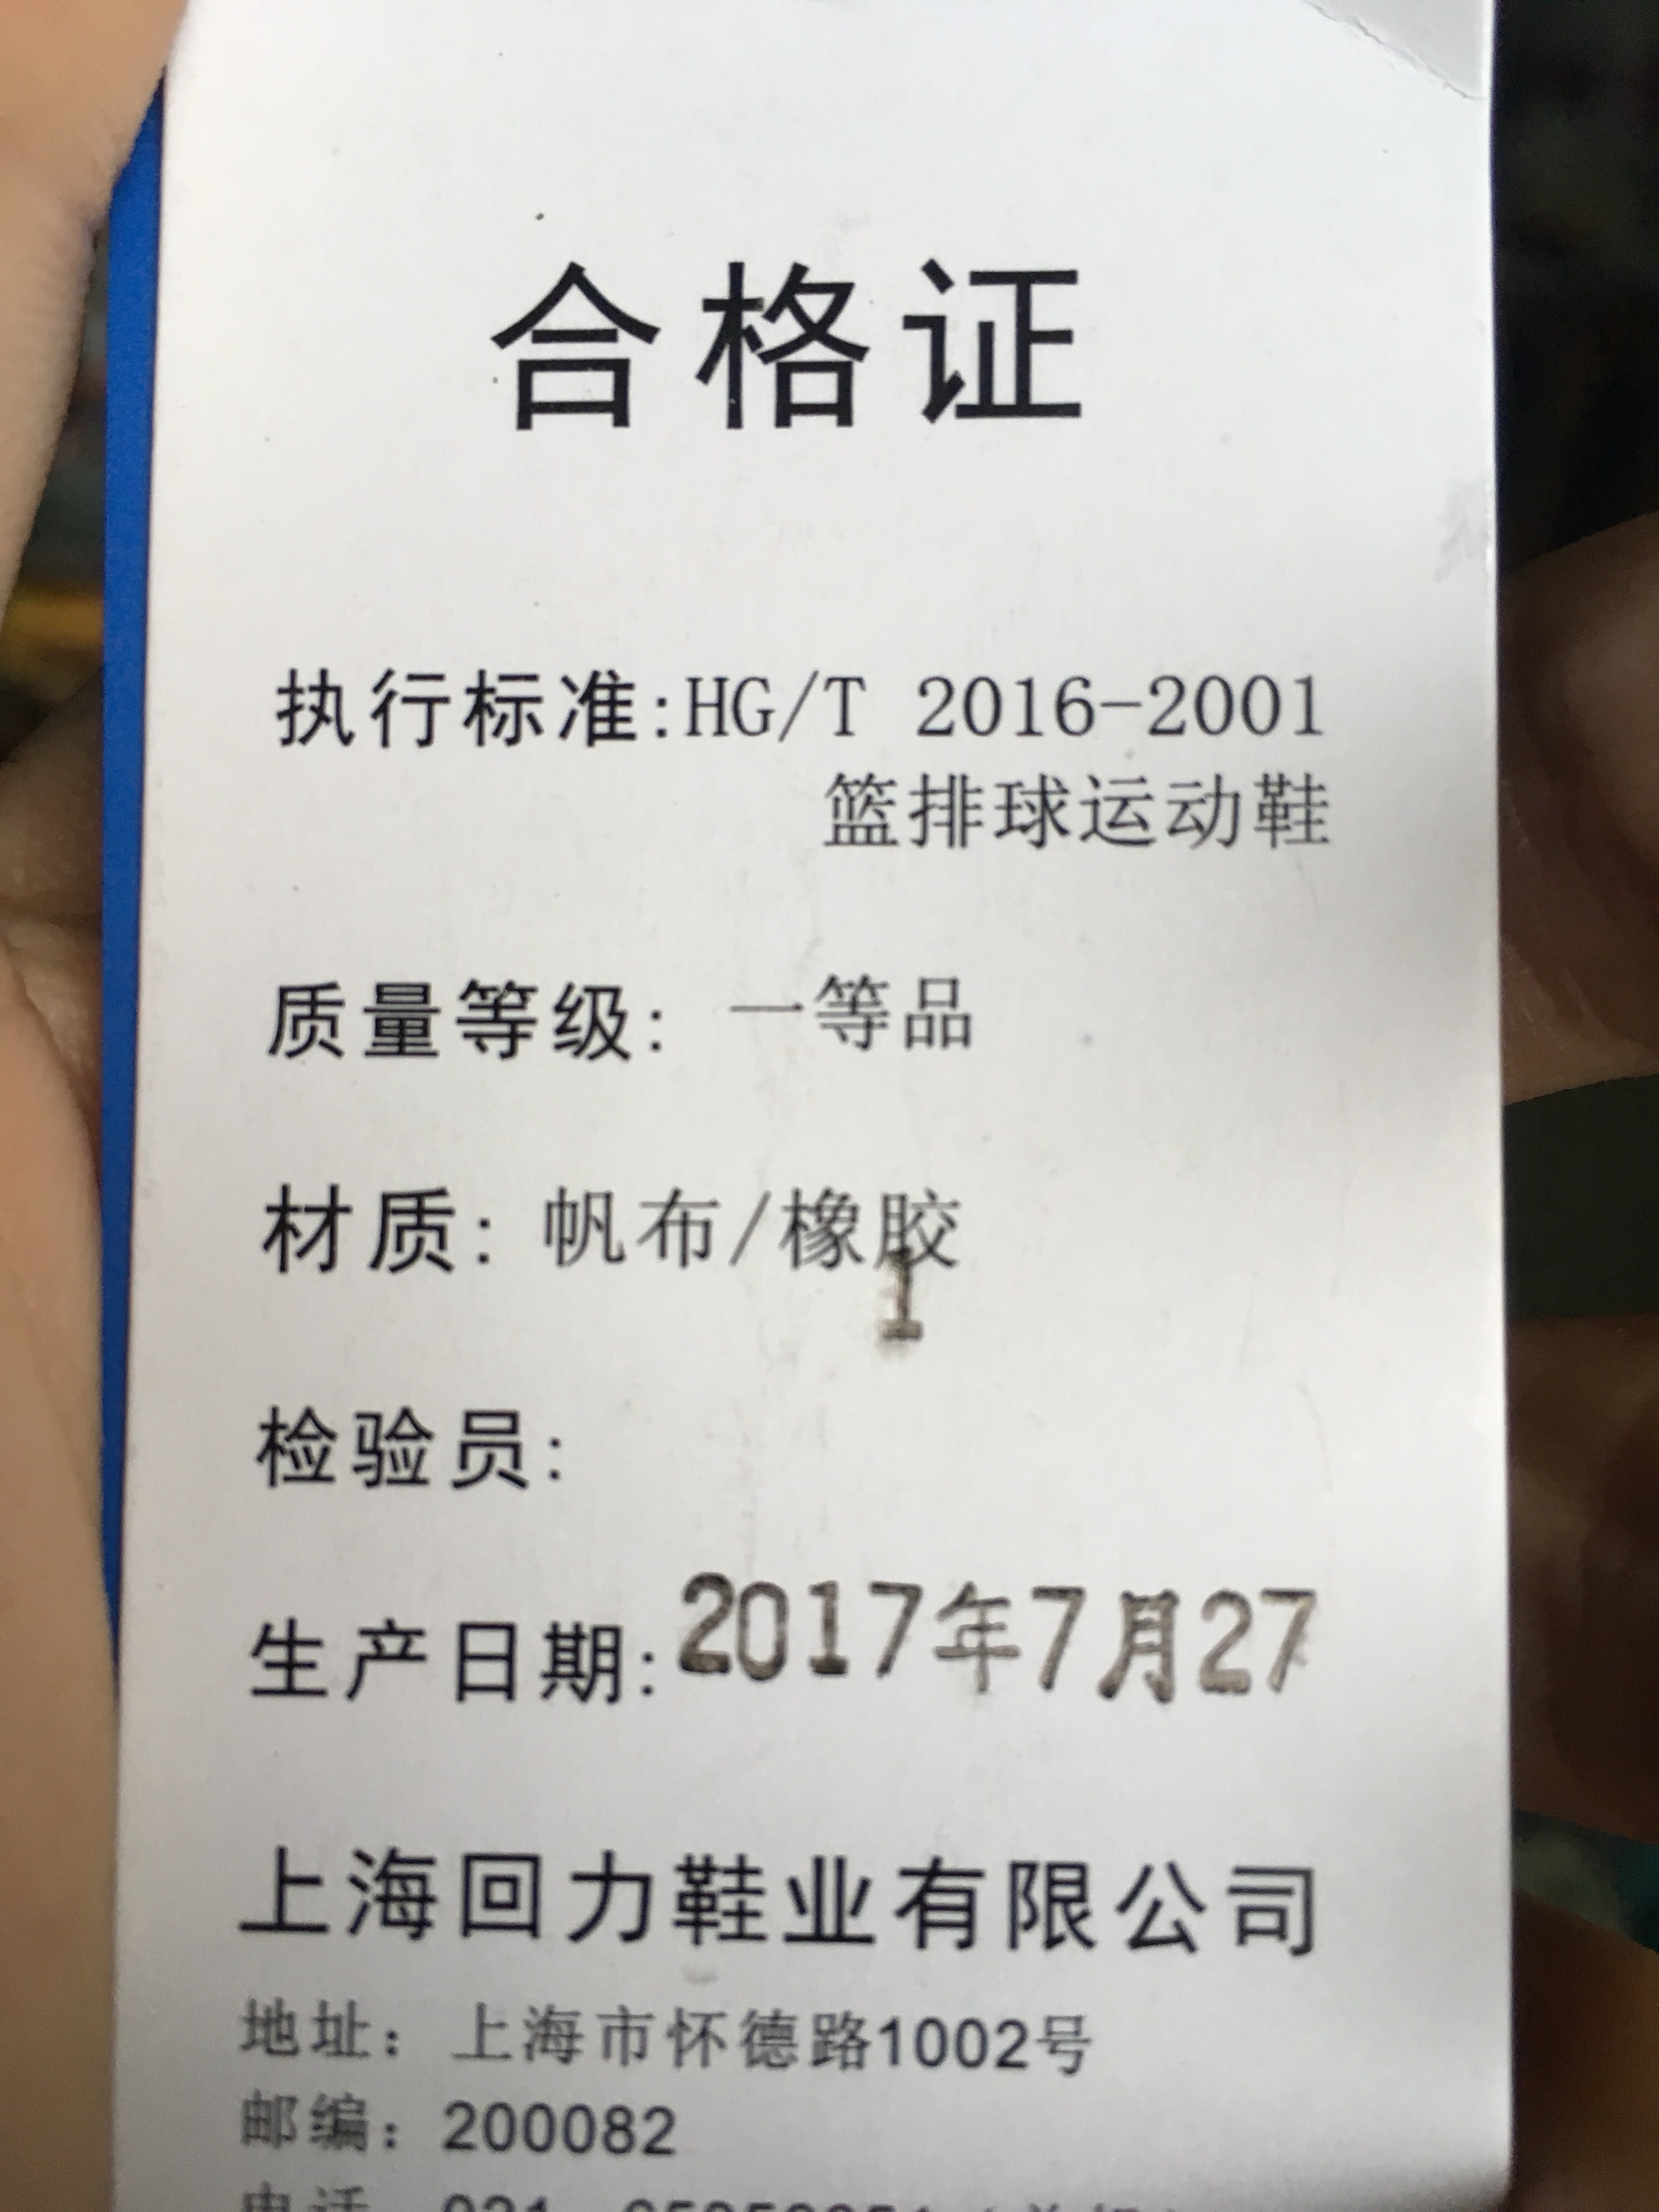 合格证
执行标准:HG/T 2016-2001
篮排球运动鞋
质量等级: 一等品
材质: 帆布/橡胶
1
检验员:
生产日期:2017年7月27
上海回力鞋业有限公司
地址: 上海市怀德路1002号
邮编: 200082